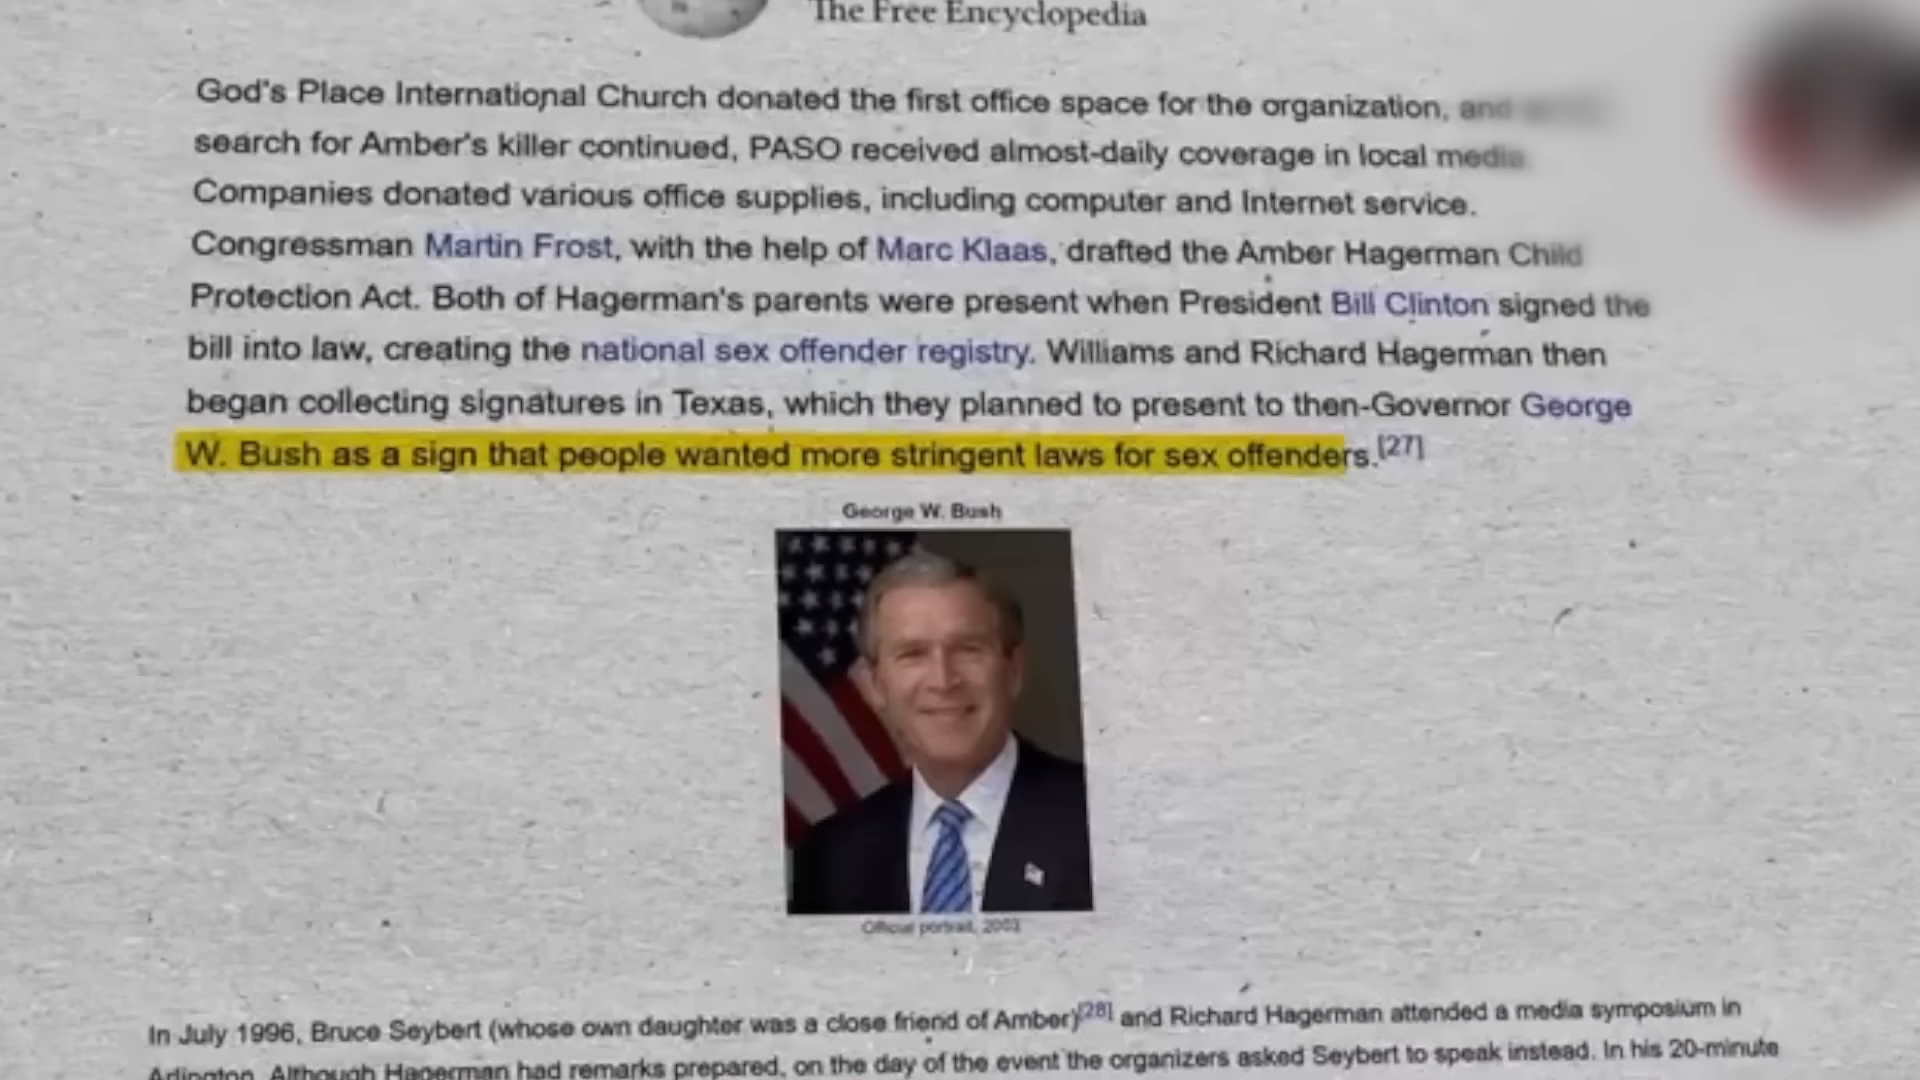 The Free Encyclopedia
God's Place International Church donated the first office space for the organization, and
search for Amber's killer continued, PASO received almost-daily coverage in local media
Companies donated various office supplies, including computer and Internet service.
Congressman Martin Frost, with the help of Marc Klaas, drafted the Amber Hagerman Child
Protection Act. Both of Hagerman's parents were present when President Bill Clinton signed the
bill into law, creating the national sex offender registry. Williams and Richard Hagerman then
began collecting signatures in Texas, which they planned to present to then-Governor George
W. Bush as a sign that people wanted more stringent laws for sex offenders.[27]
George W. Bush
Official portrait, 2003
In July 1996, Bruce Seybert (whose own daughter was a close friend of Amber)[28] and Richard Hagerman attended a media symposium in
Arlington. Although Hagerman had remarks prepared, on the day of the event the organizers asked Seybert to speak instead. In his 20-minute